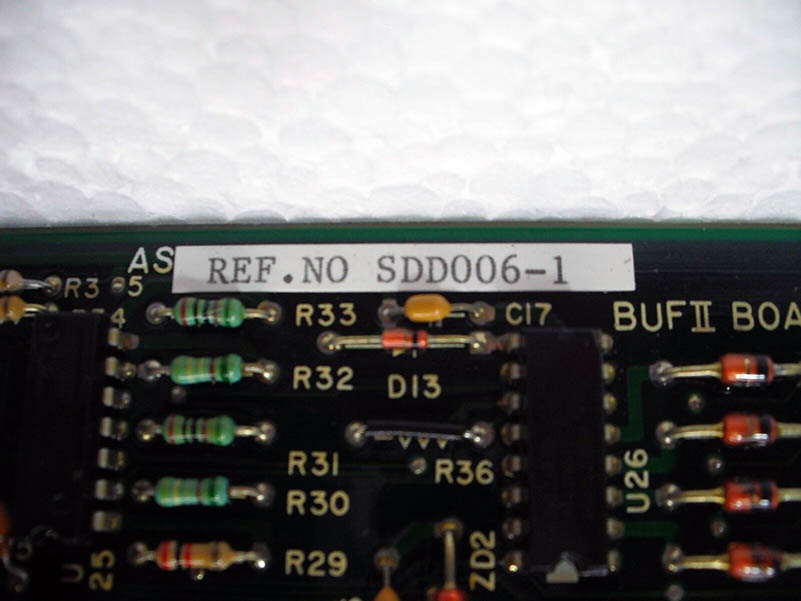 AS
REF.NO SDD006-1
R3 5
R33
C17
BUFII BOA
R32
D13
R31
R36
U26
R30
R29
ZD2
U
25